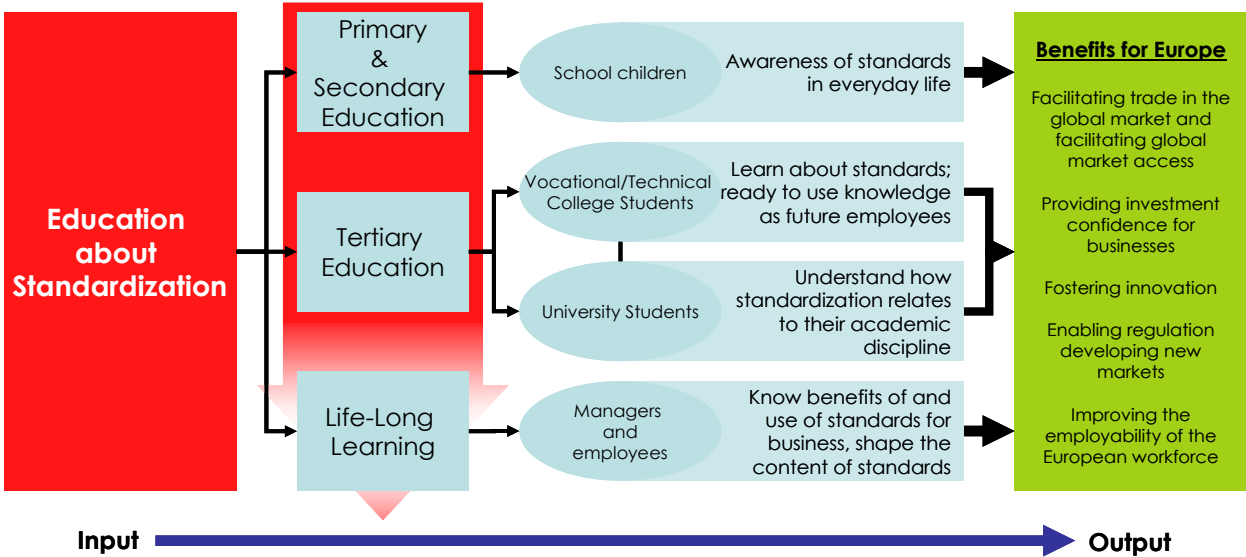 Education
about
Standardization
Primary
&
Secondary
Education
Tertiary
Education
Life-Long
Learning
School children
Awareness of standards
in everyday life
Vocational/Technical
College Students
Learn about standards;
ready to use knowledge
as future employees
University Students
Understand how
standardization relates
to their academic
discipline
Managers
and
employees
Know benefits of and
use of standards for
business, shape the
content of standards
Benefits for Europe
Facilitating trade in the
global market and
facilitating global
market access
Providing investment
confidence for
businesses
Fostering innovation
Enabling regulation
developing new
markets
Improving the
employability of the
European workforce
Input
Output